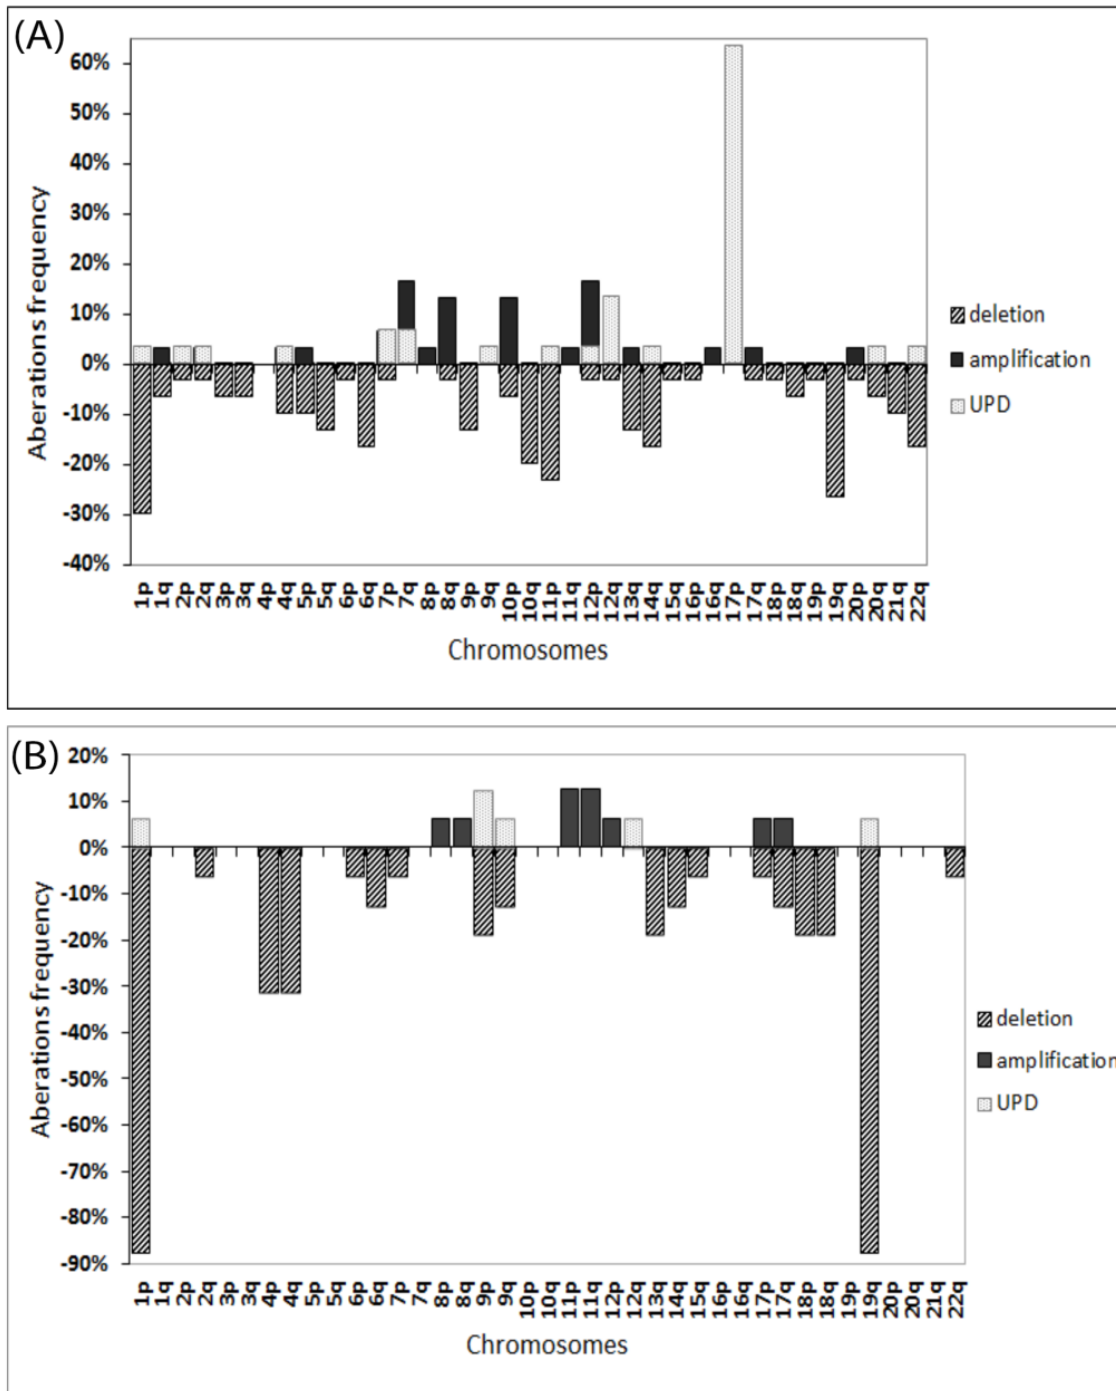 (A)
60%
50%
40%
30%
20%
10%
0%
-10%
-20%
-30%
-40%
Aberations frequency
1p 1q 2p 2q 3p 3q 4p 4q 5p 5q 6p 6q 7p 7q 8p 8q 9p 9q 10p 10q 11p 11q 12p 12q 13q 14q 15q 16p 16q 17p 17q 18p 18q 19p 19q 20p 20q 21q 22q
Chromosomes
deletion
amplification
UPD
(B)
20%
10%
0%
-10%
-20%
-30%
-40%
-50%
-60%
-70%
-80%
-90%
Aberations frequency
1p 1q 2p 2q 3p 3q 4p 4q 5p 5q 6p 6q 7p 7q 8p 8q 9p 9q 10p 10q 11p 11q 12p 12q 13q 14q 15q 16p 16q 17p 17q 18p 18q 19p 19q 20p 20q 21q 22q
Chromosomes
deletion
amplification
UPD